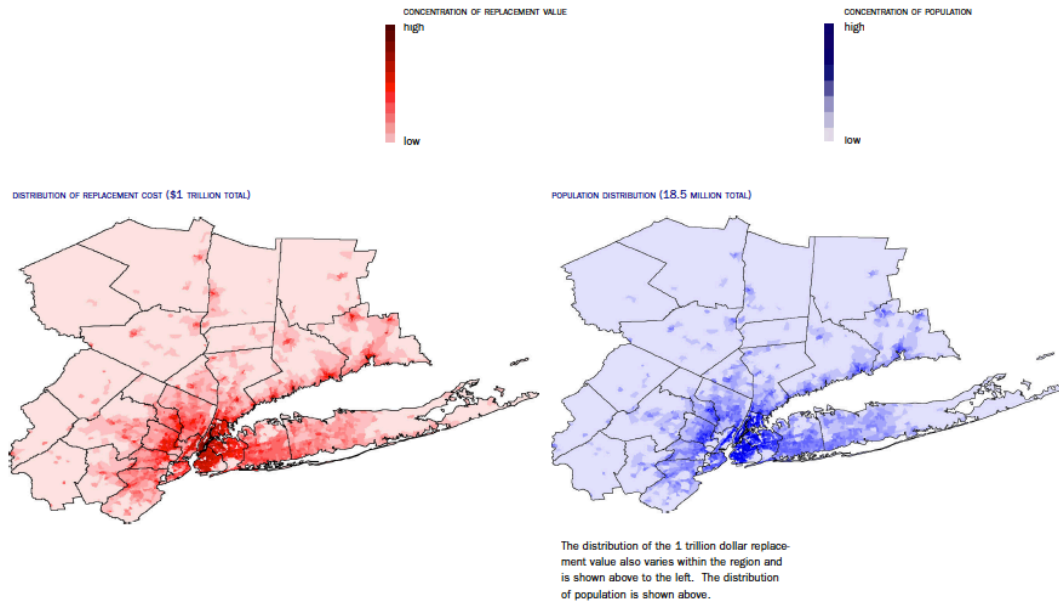 CONCENTRATION OF REPLACEMENT VALUE
high
low
CONCENTRATION OF POPULATION
high
low
DISTRIBUTION OF REPLACEMENT COST ($1 TRILLION TOTAL)
POPULATION DISTRIBUTION (18.5 MILLION TOTAL)
The distribution of the 1 trillion dollar replace-
ment value also varies within the region and
is shown above to the left. The distribution
of population is shown above.